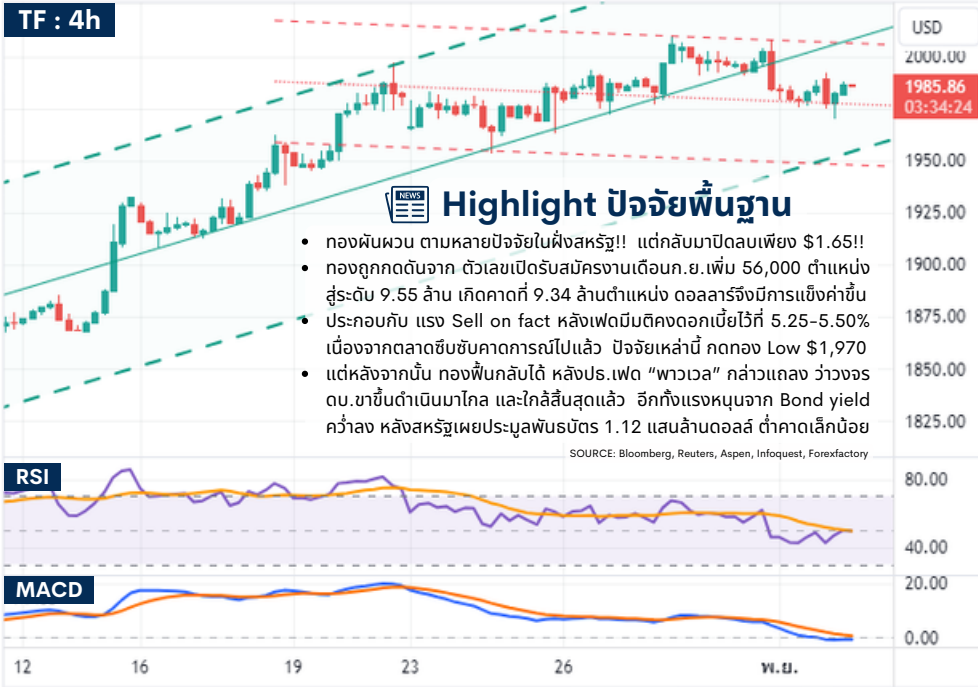 TF : 4h
USD
2000.00
1985.86
03:34:24
1950.00
1925.00
1900.00
1875.00
1850.00
1825.00
NEWS
Highlight ปัจจัยพื้นฐาน
• ทองผันผวน ตามหลายปัจจัยในฝั่งสหรัฐ!! แต่กลับมาปิดลบเพียง $1.65!!
• ทองถูกกดดันจาก ตัวเลขเปิดรับสมัครงานเดือนก.ย.เพิ่ม 56,000 ตำแหน่ง
สู่ระดับ 9.55 ล้าน เกิดคาดที่ 9.34 ล้านตำแหน่ง ดอลลาร์จึงมีการแข็งค่าขึ้น
• ประกอบกับ แรง Sell on fact หลังเฟดมีมติคงดอกเบี้ยไว้ที่ 5.25-5.50%
เนื่องจากตลาดซึบซับคาดการณ์ไปแล้ว ปัจจัยเหล่านี้ กดทอง Low $1,970
• แต่หลังจากนั้น ทองฟื้นกลับได้ หลังปธ.เฟด “พาวเวล” กล่าวแถลง ว่าวงจร
ดบ.ขาขึ้นดำเนินมาไกล และใกล้สิ้นสุดแล้ว อีกทั้งแรงหนุนจาก Bond yield
คว่ำลง หลังสหรัฐเผยประมูลพันธบัตร 1.12 แสนล้านดอลล์ ต่ำคาดเล็กน้อย
SOURCE: Bloomberg, Reuters, Aspen, Infoquest, Forexfactory
RSI
80.00
40.00
MACD
20.00
0.00
12 16 19 23 26 พ.ย.